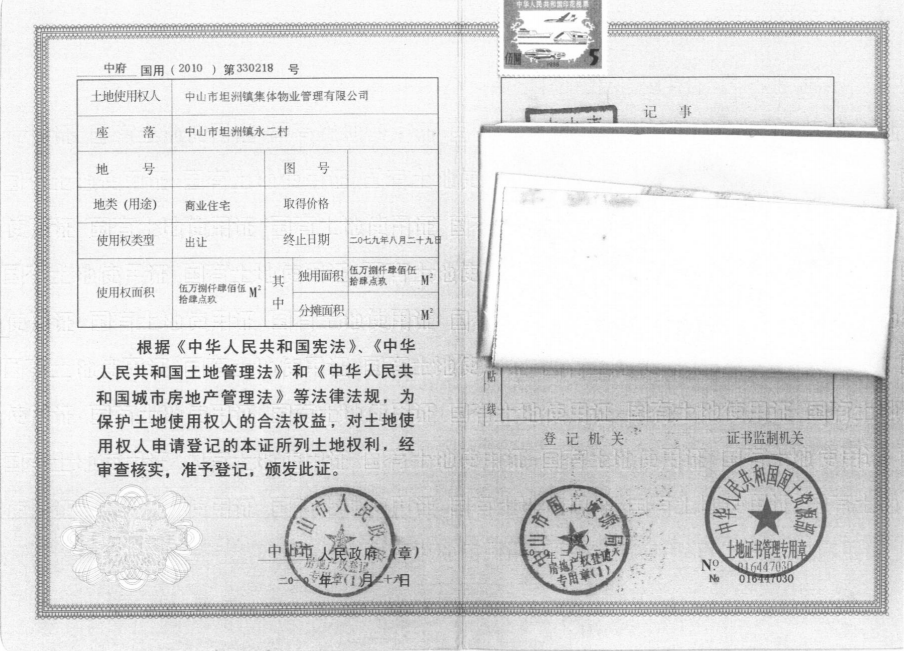 中华人民共和国印花税票
5
中府 国用（2010）第330218 号
土地使用权人 中山市坦洲镇集体物业管理有限公司
座 落 中山市坦洲镇永二村
地 号 图 号
地类（用途） 商业住宅 取得价格
使用权类型 出让 终止日期 二○七九年八月二十九日
使用权面积 伍万捌仟肆佰伍拾肆点玖 M² 其中 独用面积 伍万捌仟肆佰伍拾肆点玖 M²
分摊面积 M²
根据《中华人民共和国宪法》、《中华
人民共和国土地管理法》和《中华人民共
和国城市房地产管理法》等法律法规，为
保护土地使用权人的合法权益，对土地使
用权人申请登记的本证所列土地权利，经
审查核实，准予登记，颁发此证。
中山市人民政府
房地产权登记
专用章(1)
中山市 人民政府 （章）
年 月 日
记 事
贴
线
登记机关
证书监制机关
中山市国土资源局
房地产权登记
专用章(1)
中华人民共和国国土资源部
土地证书管理专用章
Nº 016447030
№ 016447030